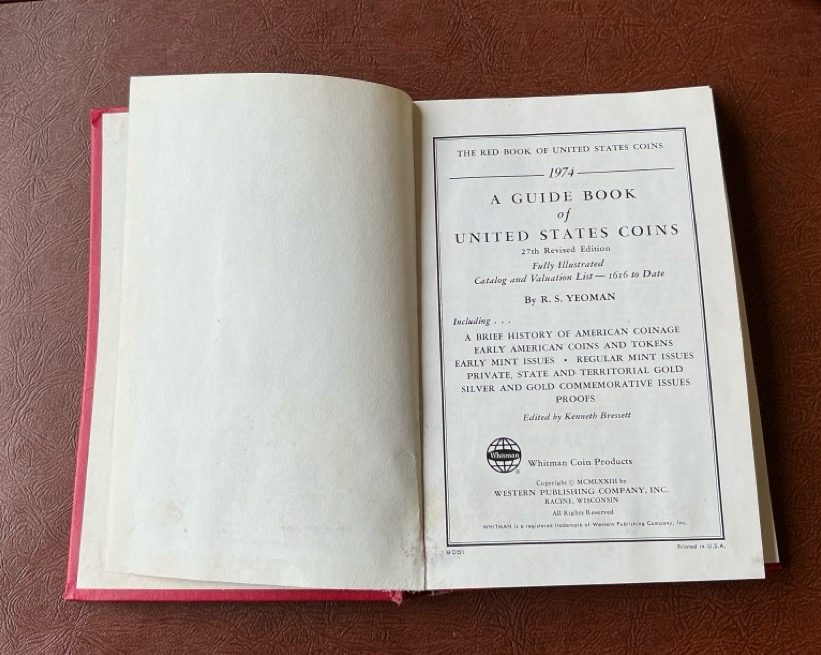 THE RED BOOK OF UNITED STATES COINS
1974
A GUIDE BOOK
of
UNITED STATES COINS
27th Revised Edition
Fully Illustrated
Catalog and Valuation List — 1616 to Date
By R. S. YEOMAN
Including . . .
A BRIEF HISTORY OF AMERICAN COINAGE
EARLY AMERICAN COINS AND TOKENS
EARLY MINT ISSUES • REGULAR MINT ISSUES
PRIVATE, STATE AND TERRITORIAL GOLD
SILVER AND GOLD COMMEMORATIVE ISSUES
PROOFS
Edited by Kenneth Bressett
Whitman ®
Whitman Coin Products
Copyright © MCMLXXIII by
WESTERN PUBLISHING COMPANY, INC.
RACINE, WISCONSIN
All Rights Reserved
WHITMAN is a registered trademark of Western Publishing Company, Inc.
9051
Printed in U.S.A.